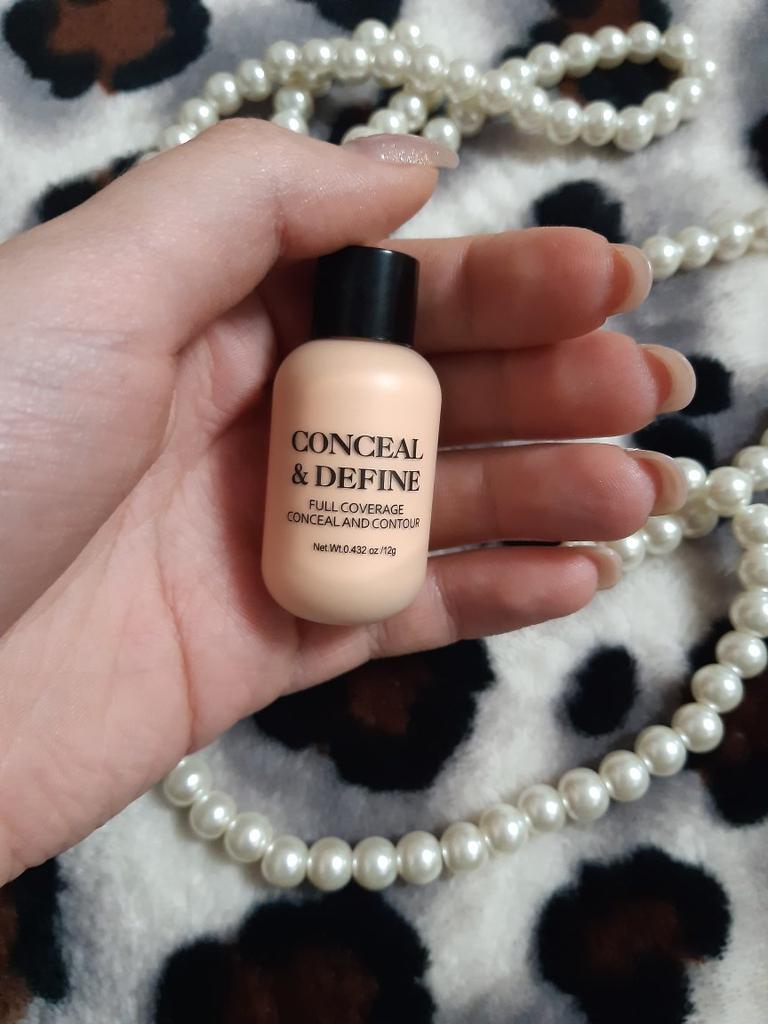 CONCEAL
& DEFINE
FULL COVERAGE
CONCEAL AND CONTOUR
Net.Wt.0.432 oz /12g